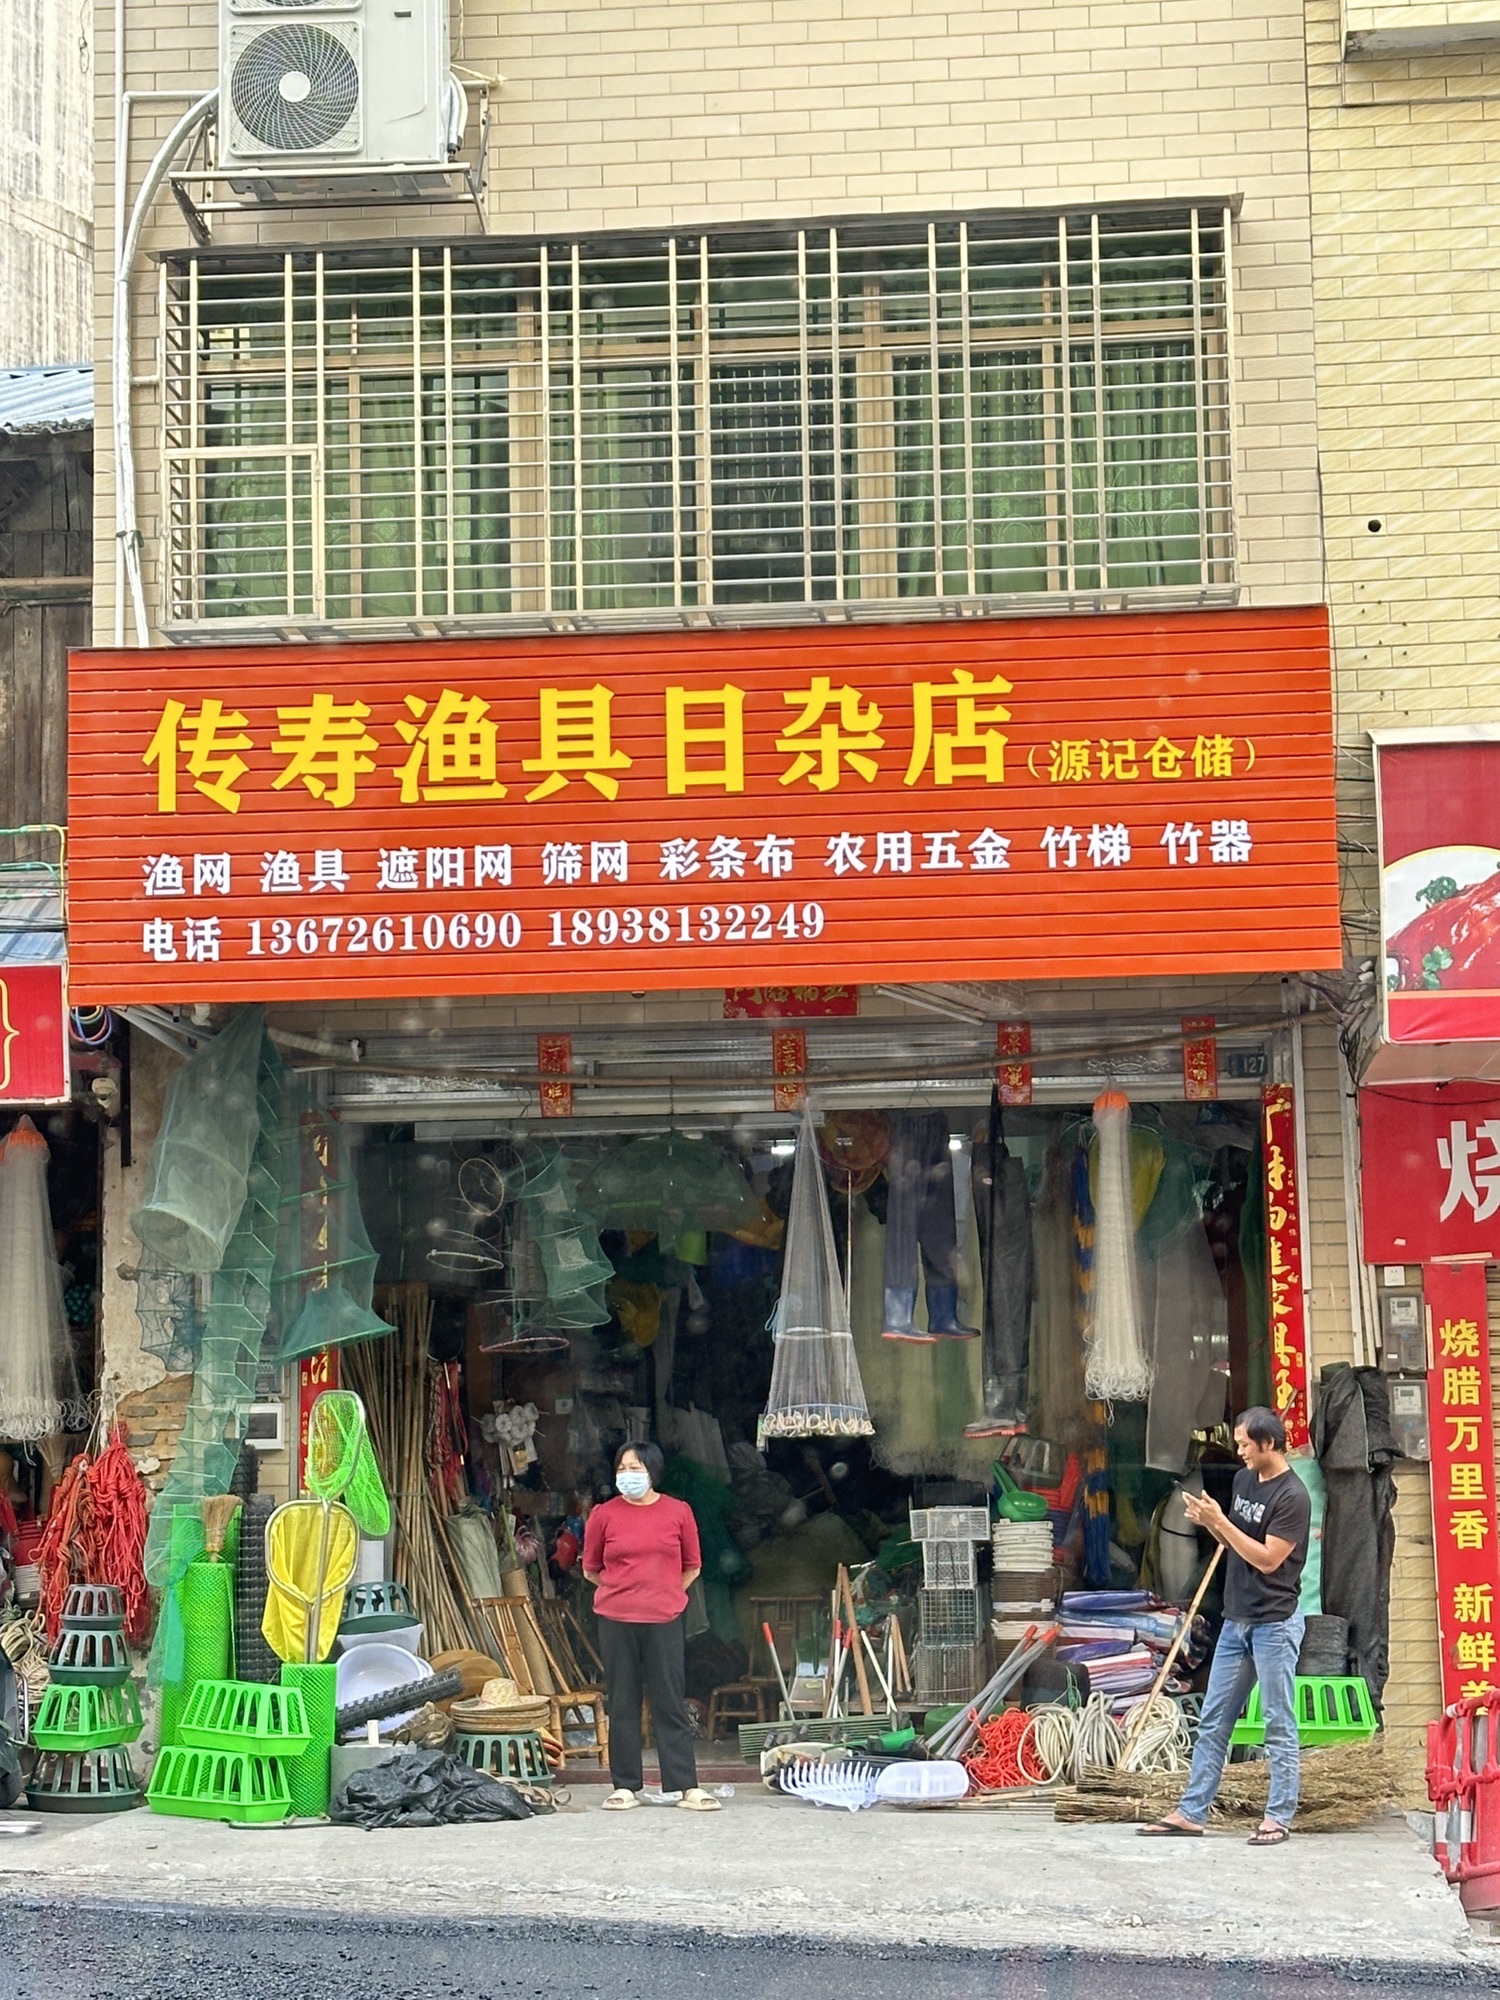 传寿渔具日杂店（源记仓储）
渔网 渔具 遮阳网 筛网 彩条布 农用五金 竹梯 竹器
电话 13672610690 18938132249
127
烧
烧腊万里香 新鲜